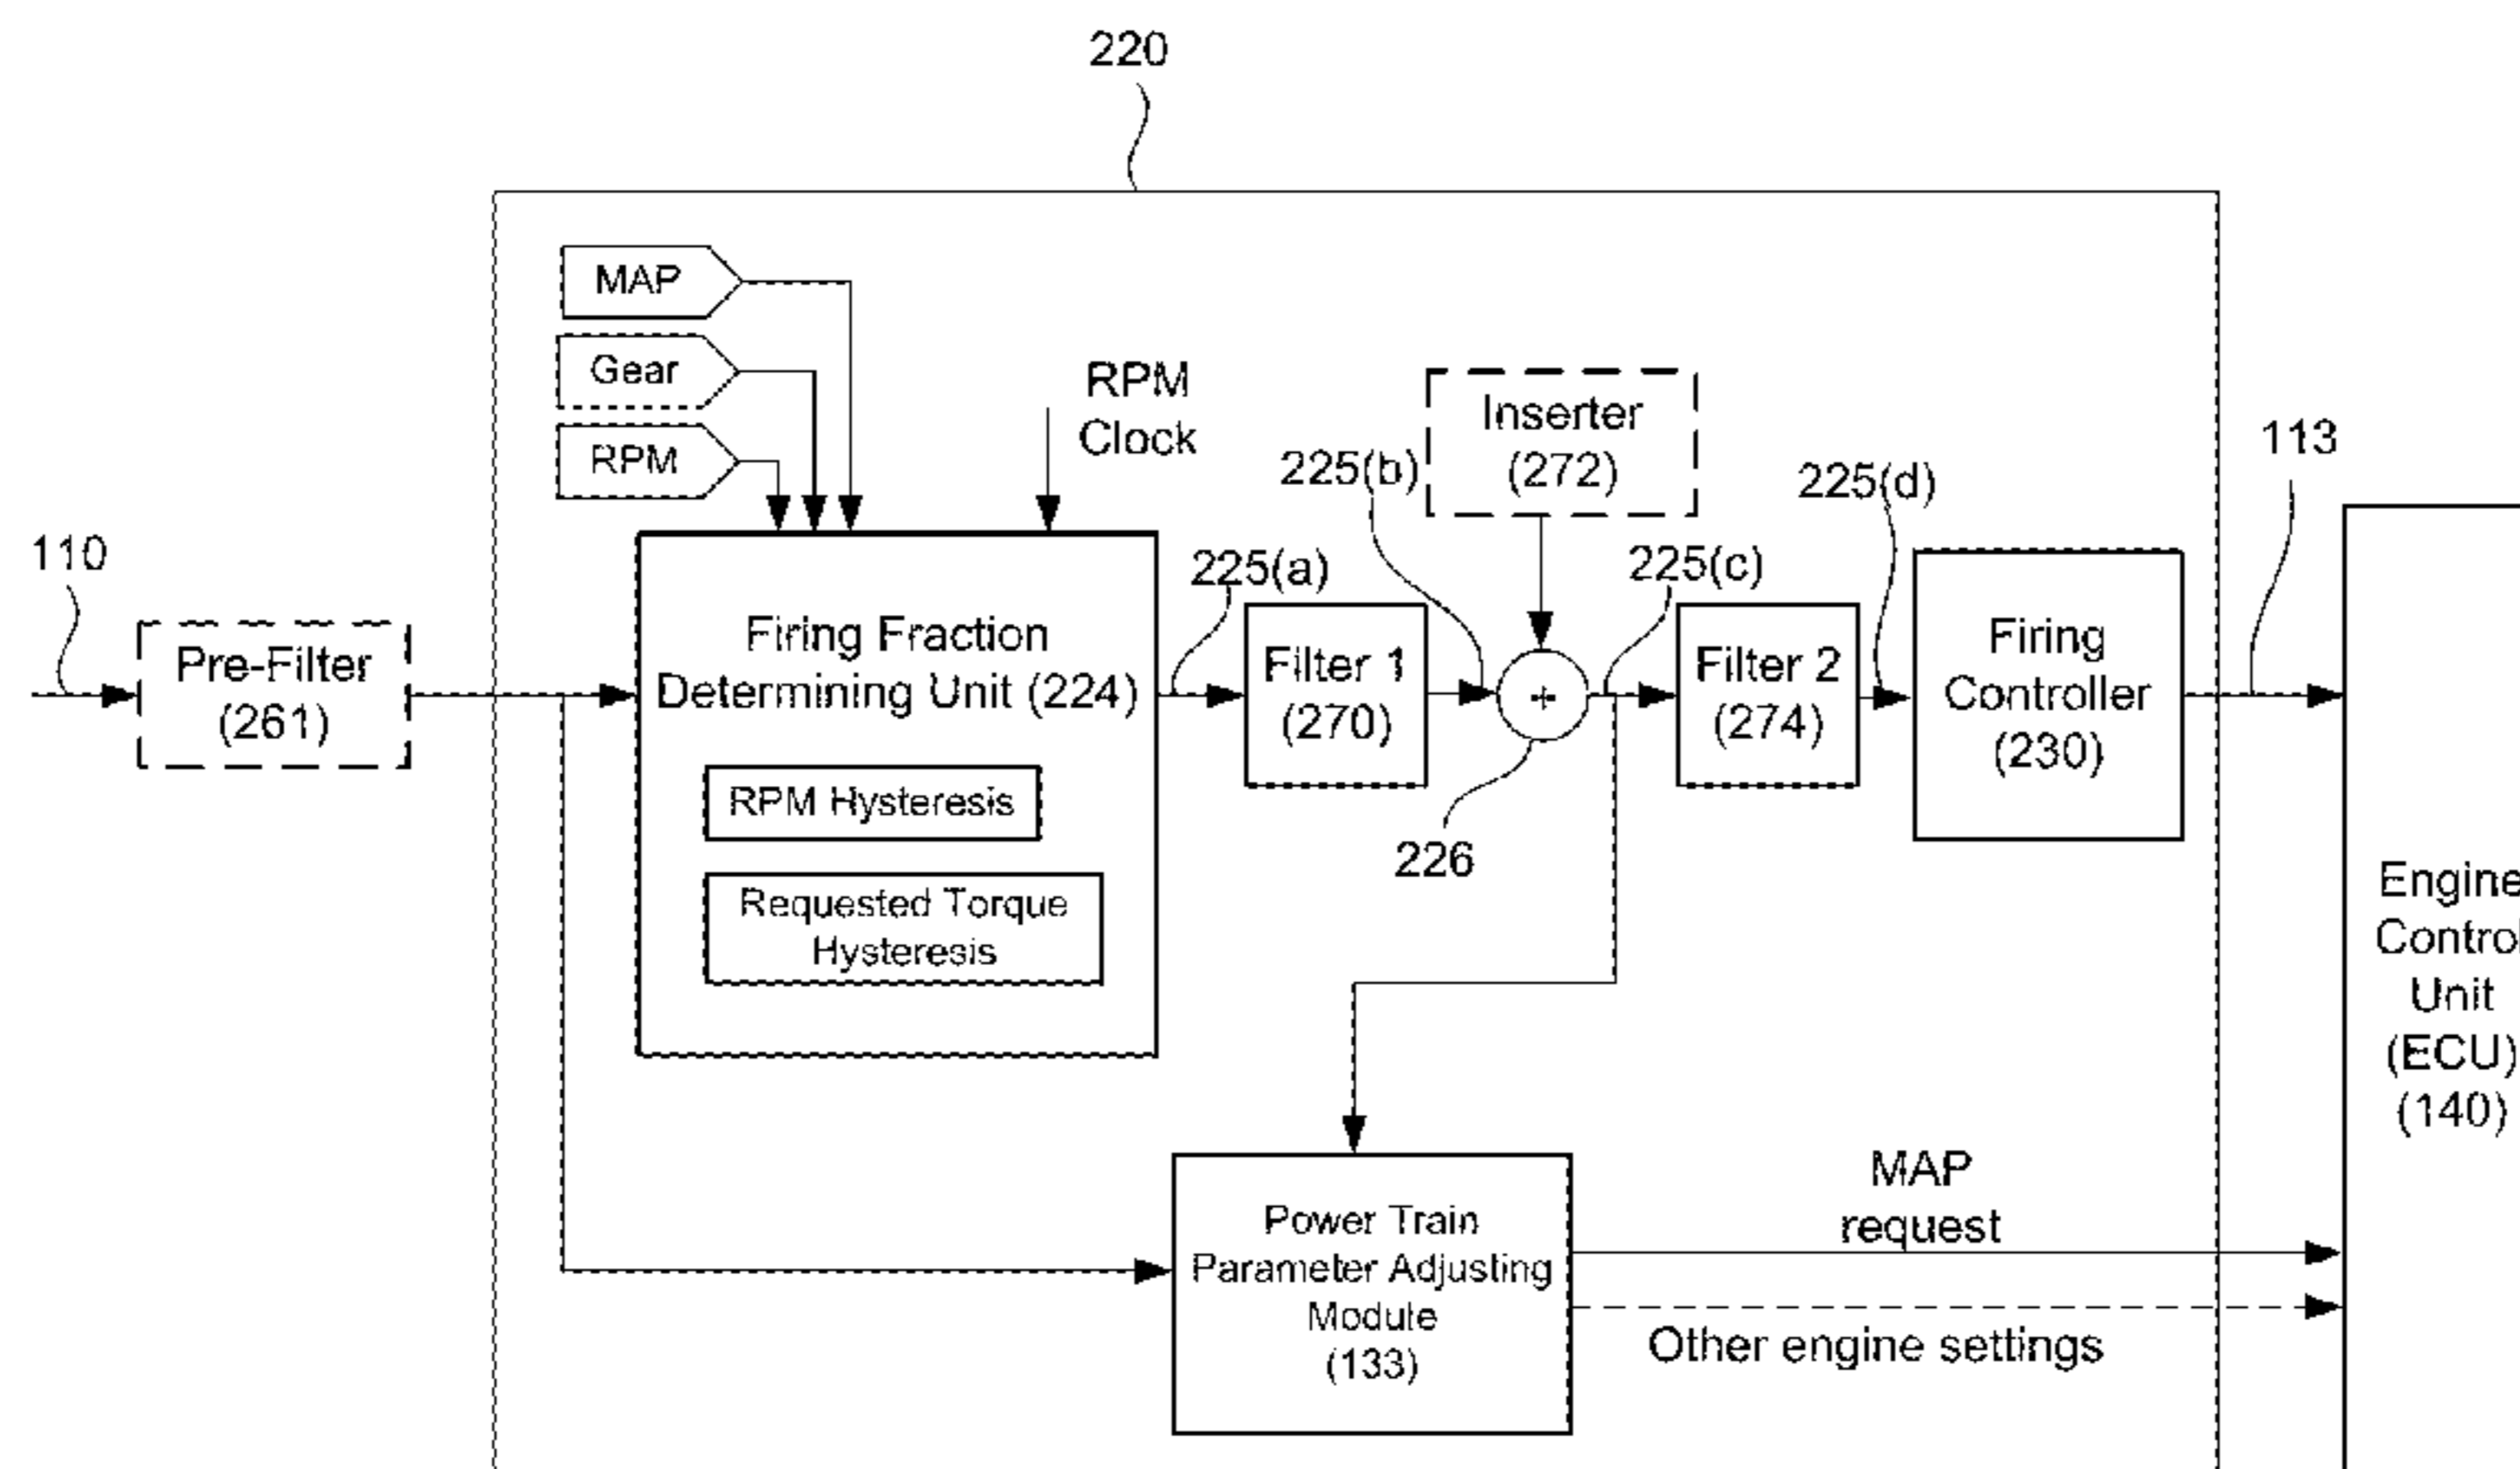 220
MAP
Gear
RPM
RPM
Clock
Inserter
(272)
225(b)
225(d)
113
110
225(a)
225(c)
Pre-Filter
(261)
Firing Fraction
Determining Unit (224)
RPM Hysteresis
Requested Torque
Hysteresis
Filter 1
(270)
+
226
Filter 2
(274)
Firing
Controller
(230)
Engine
Control
Unit
(ECU)
(140)
Power Train
Parameter Adjusting
Module
(133)
MAP
request
Other engine settings